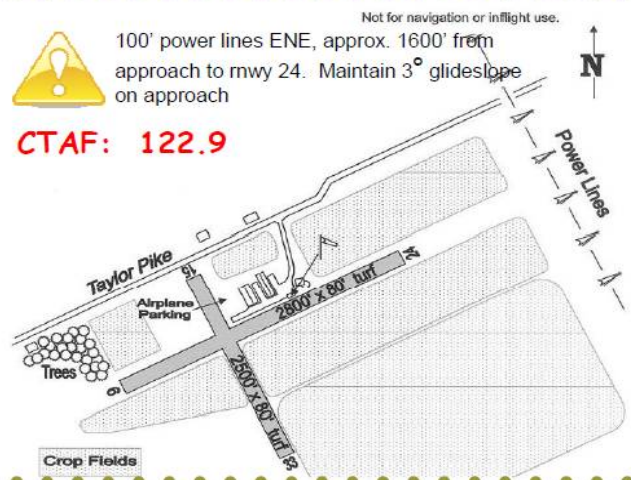 Not for navigation or inflight use.
100' power lines ENE, approx. 1600' from
approach to rnwy 24. Maintain 3° glideslope
on approach
N
CTAF: 122.9
Power Lines
Taylor Pike
15
24
Airplane
Parking
2800' x 80' turf
Trees
6
2500' x 80' turf
33
Crop Fields